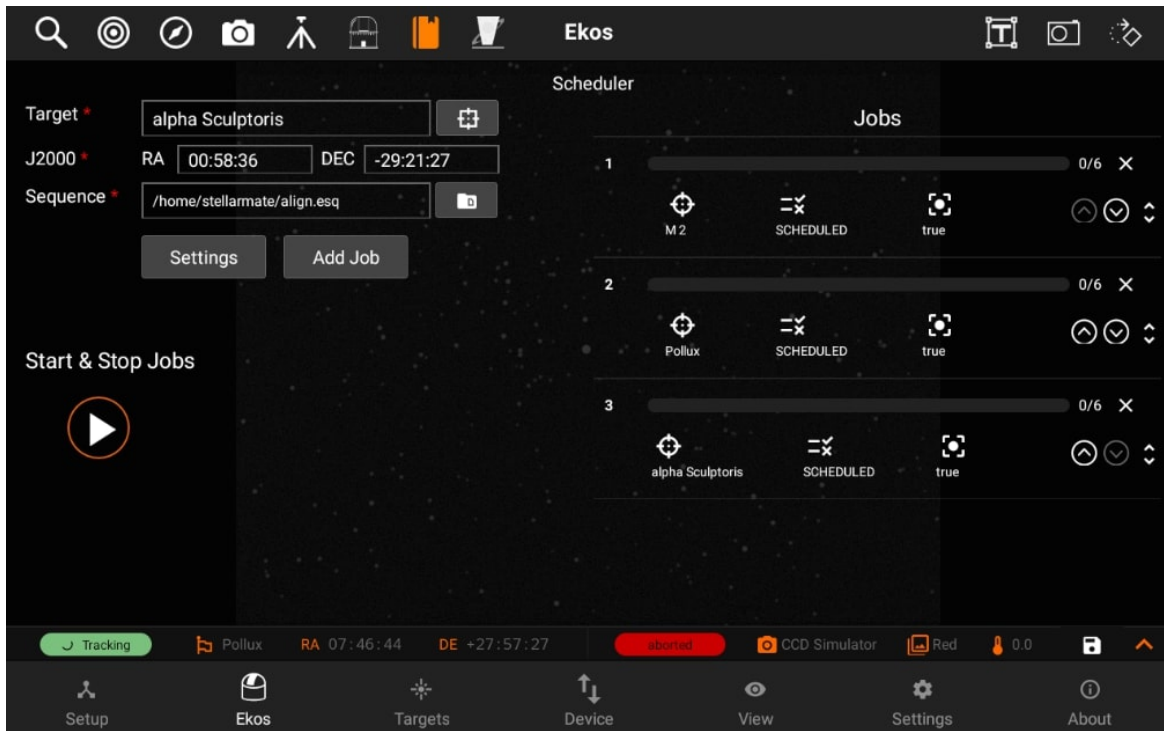 Ekos
Scheduler
Target * alpha Sculptoris
J2000 * RA 00:58:36 DEC -29:21:27
Sequence * /home/stellarmate/align.esq
Settings Add Job
Start & Stop Jobs
Jobs
1 0/6
M 2 SCHEDULED true
2 0/6
Pollux SCHEDULED true
3 0/6
alpha Sculptoris SCHEDULED true
Tracking Pollux RA 07:46:44 DE +27:57:27 aborted CCD Simulator Red 0.0
Setup Ekos Targets Device View Settings About